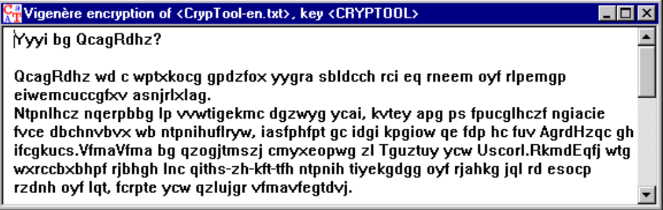 Vigenère encryption of <CrypTool-en.txt>, key <CRYPTOOL>
Yyyi bg QcagRdhz?
QcagRdhz wd c wptxkocg gpdzfox yygra sbldcch rci eq rneem oyf rlpemgp
eiwemcuccgfxv asnjrlxlag.
Ntpnlhcz nqerpbbg lp vvwtigekmc dgzwyg ycai, kvtey apg ps fpucglhczf ngiacie
fvce dbchnvbvx wb ntpnihuflryw, iasfphfpt gc idgi kpgiow qe fdp hc fuv AgrdHzqc gh
ifcgkucs.VfmaVfma bg qzogjtmszj cmyxeopwg zl Tguztuy ycw Uscorl.RkmdEqfj wtg
wxrccbxbhpf rjbhgh lnc qiths-zh-kft-tfh ntpnih tiyekgdgg oyf rjahkg jql rd esocp
rzdnh oyf lqt, fcrpte ycw qzlujgr vfmavfegtdvj.